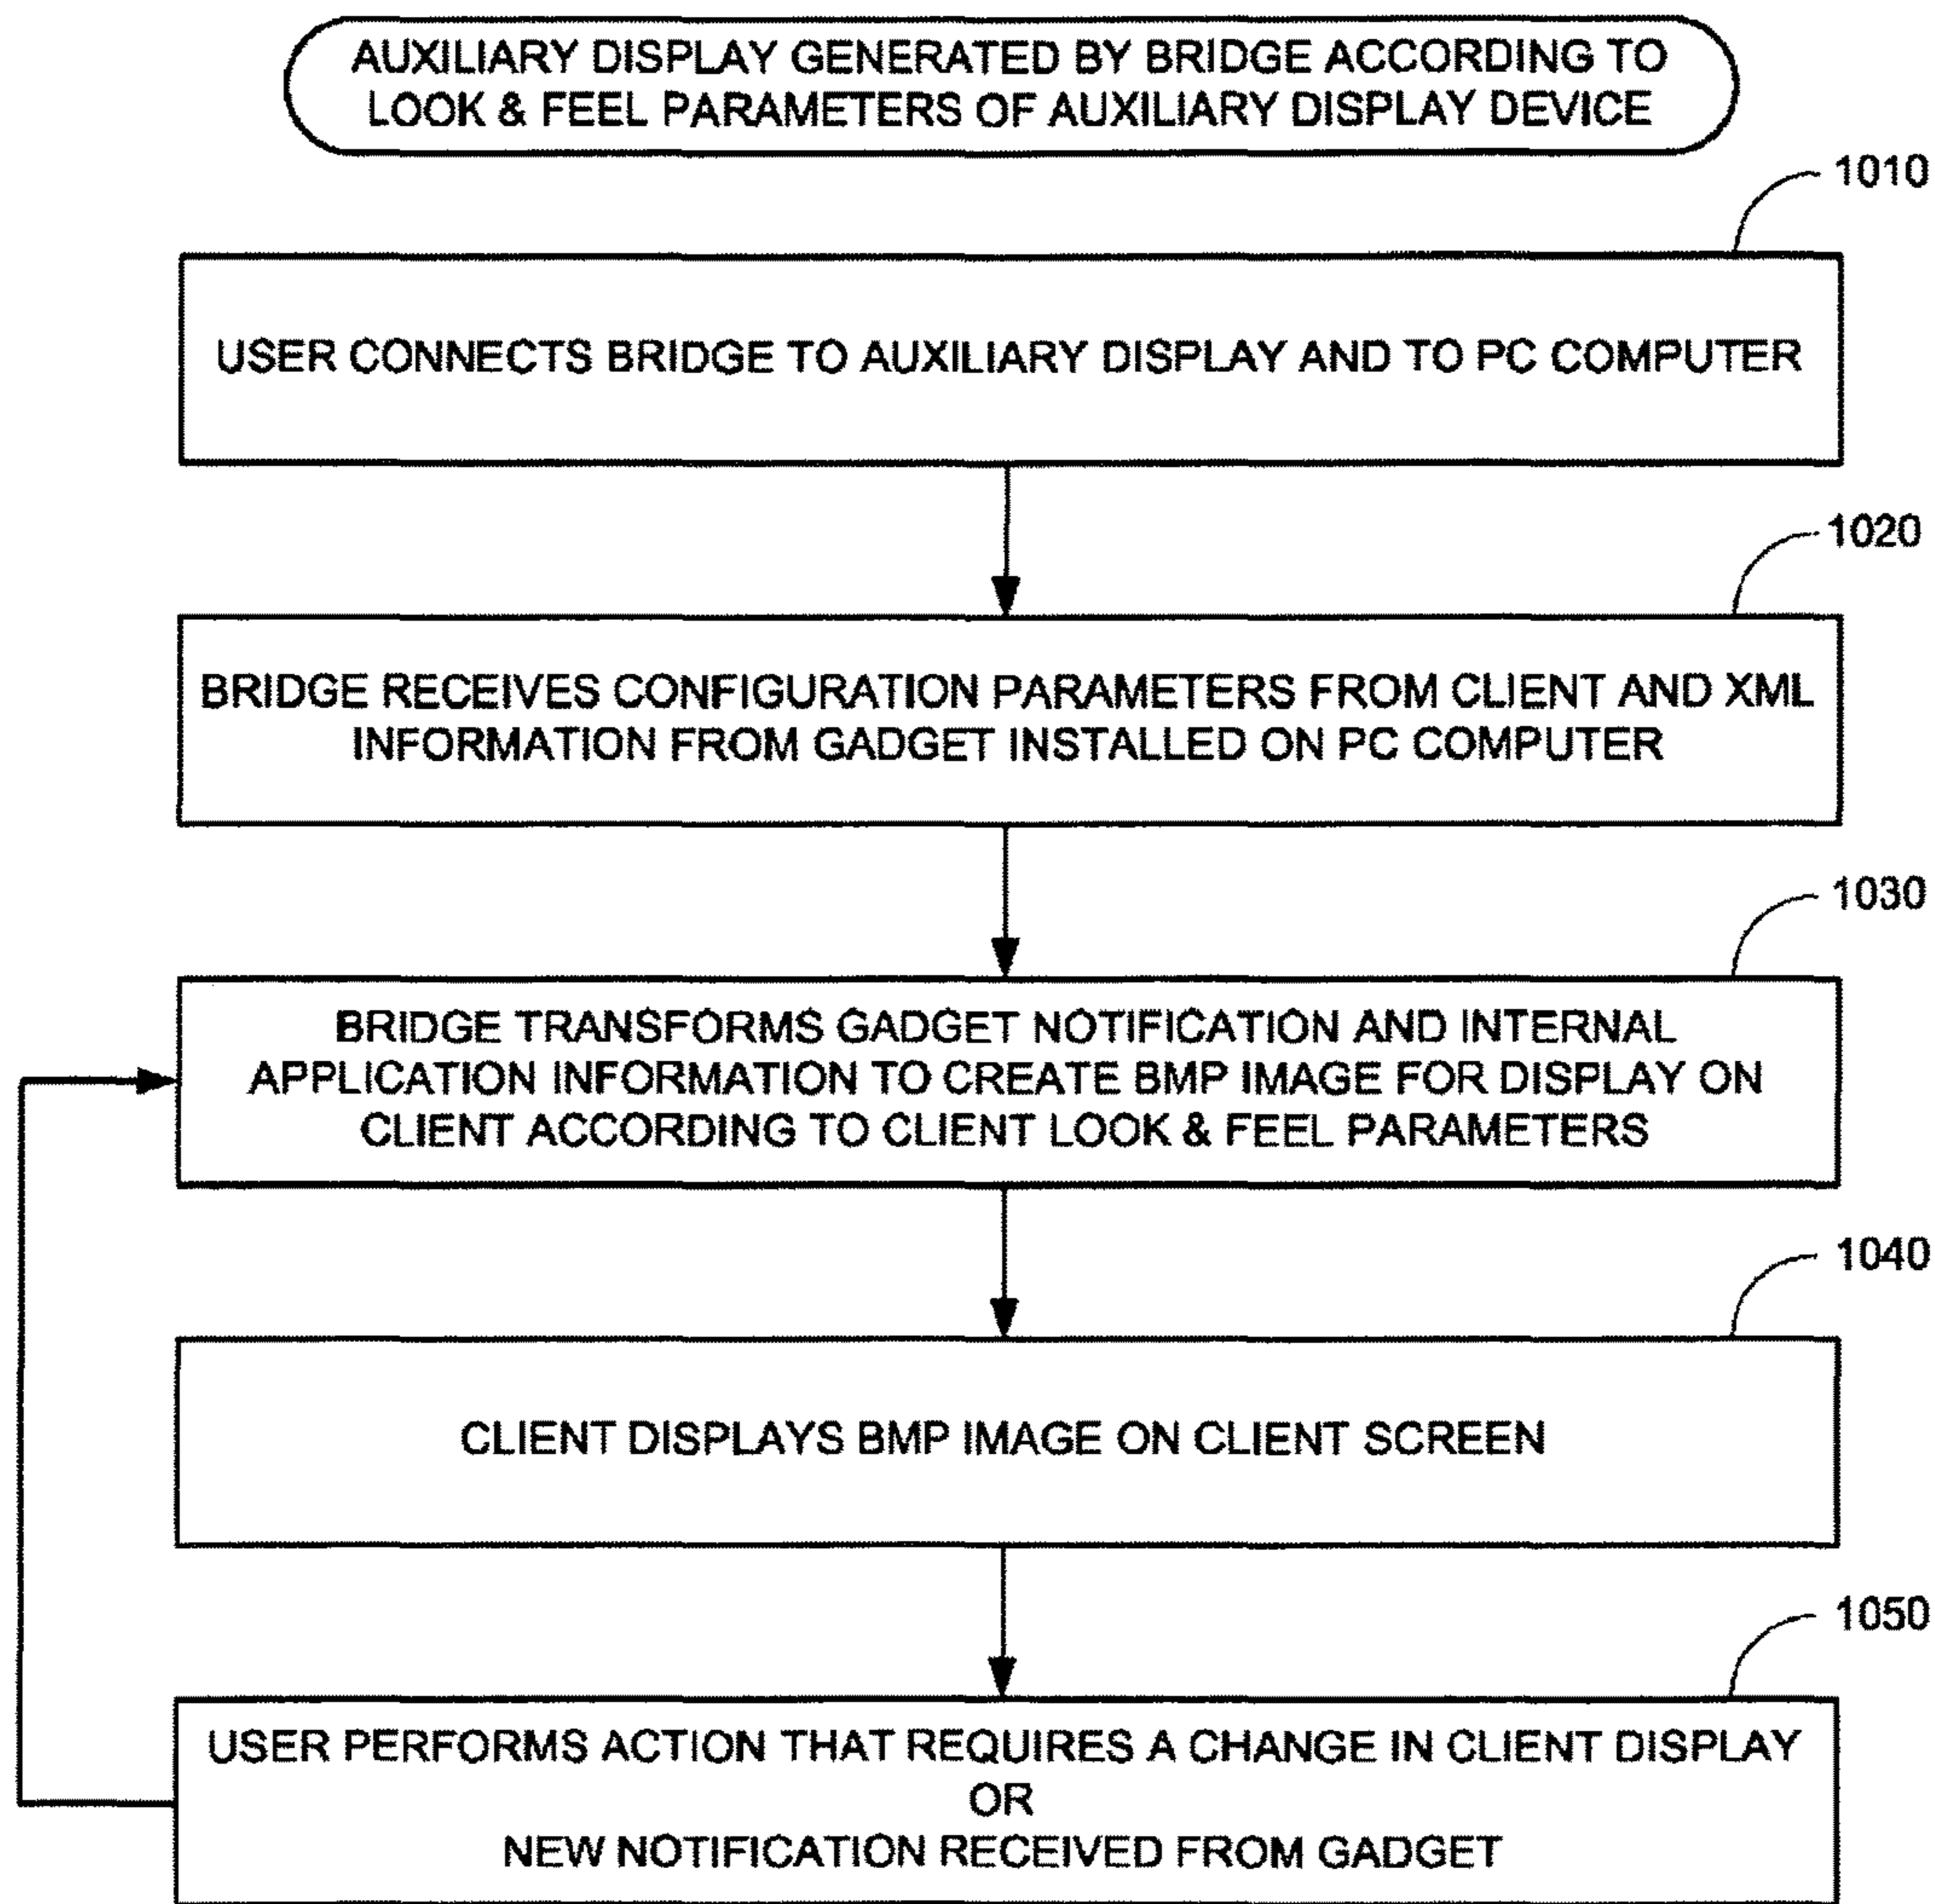 AUXILIARY DISPLAY GENERATED BY BRIDGE ACCORDING TO
LOOK & FEEL PARAMETERS OF AUXILIARY DISPLAY DEVICE
1010
USER CONNECTS BRIDGE TO AUXILIARY DISPLAY AND TO PC COMPUTER
1020
BRIDGE RECEIVES CONFIGURATION PARAMETERS FROM CLIENT AND XML
INFORMATION FROM GADGET INSTALLED ON PC COMPUTER
1030
BRIDGE TRANSFORMS GADGET NOTIFICATION AND INTERNAL
APPLICATION INFORMATION TO CREATE BMP IMAGE FOR DISPLAY ON
CLIENT ACCORDING TO CLIENT LOOK & FEEL PARAMETERS
1040
CLIENT DISPLAYS BMP IMAGE ON CLIENT SCREEN
1050
USER PERFORMS ACTION THAT REQUIRES A CHANGE IN CLIENT DISPLAY
OR
NEW NOTIFICATION RECEIVED FROM GADGET